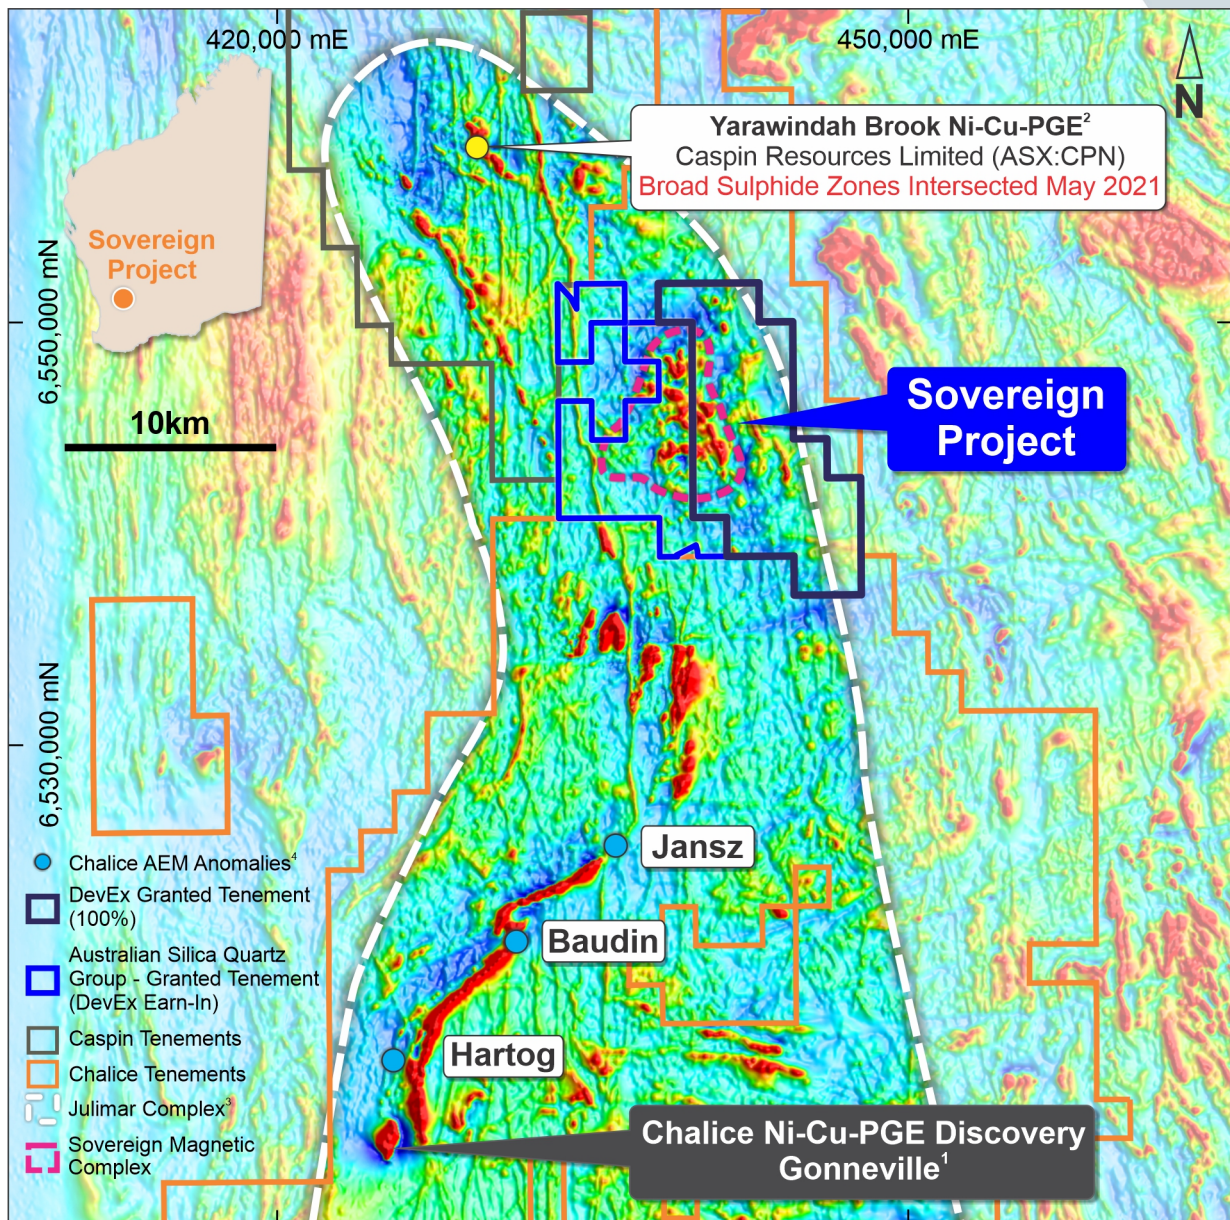 420,000 mE
450,000 mE
N
Yarawindah Brook Ni-Cu-PGE²
Caspin Resources Limited (ASX:CPN)
Broad Sulphide Zones Intersected May 2021
Sovereign
Project
6,550,000 mN
10km
Sovereign
Project
6,530,000 mN
Jansz
Baudin
Hartog
Chalice AEM Anomalies⁴
DevEx Granted Tenement
(100%)
Australian Silica Quartz
Group - Granted Tenement
(DevEx Earn-In)
Caspin Tenements
Chalice Tenements
Julimar Complex³
Sovereign Magnetic
Complex
Chalice Ni-Cu-PGE Discovery
Gonneville¹